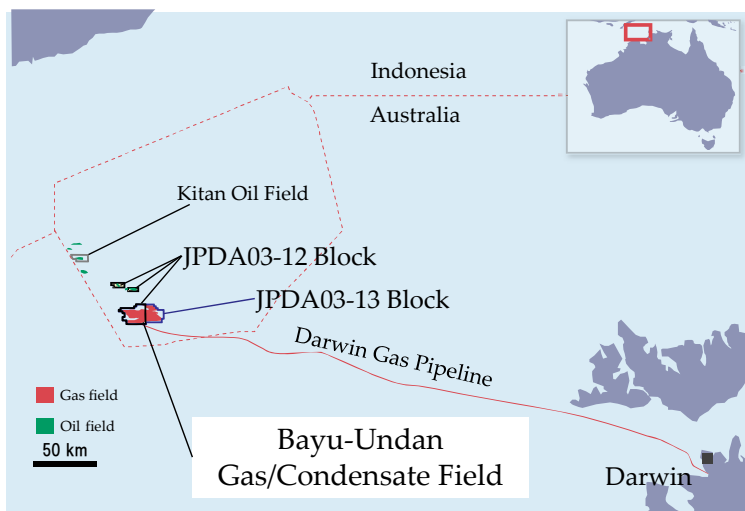 Indonesia
Australia
Kitan Oil Field
JPDA03-12 Block
JPDA03-13 Block
Darwin Gas Pipeline
Gas field
Oil field
50 km
Bayu-Undan
Gas/Condensate Field
Darwin